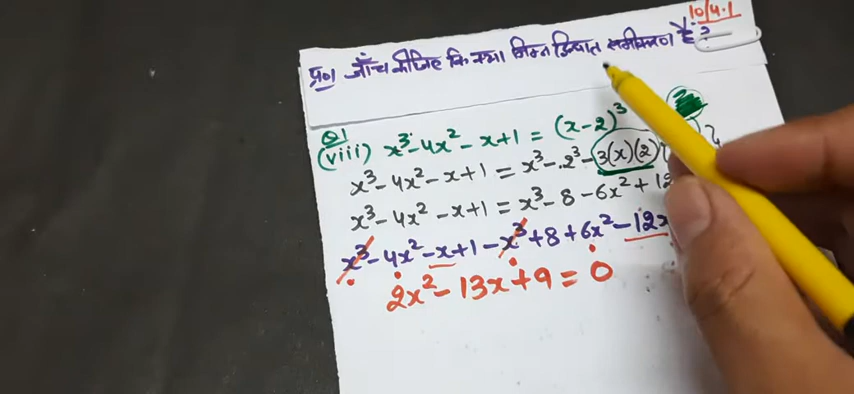 10/4.1
प्र01 जाँच कीजिए कि क्या निम्न द्विघात समीकरण है?
Q1
(viii) x³-4x²-x+1 = (x-2)³
x³-4x²-x+1 = x³-2³-3(x)(2)
x³-4x²-x+1 = x³-8-6x²+12
x³-4x²-x+1-x³+8+6x²-12x
2x²-13x+9=0